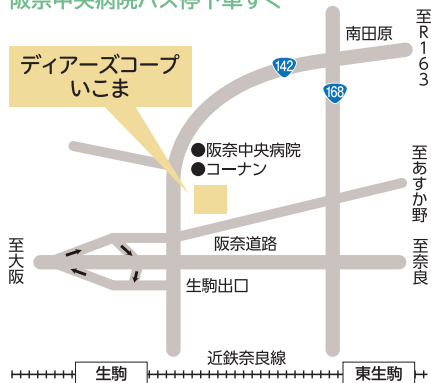 阪奈中央病院バス停下車すぐ
ディアーズコープ
いこま
142
南田原
至R163
168
●阪奈中央病院
●コーナン
至あすか野
阪奈道路
至大阪
至奈良
生駒出口
近鉄奈良線
生駒
東生駒